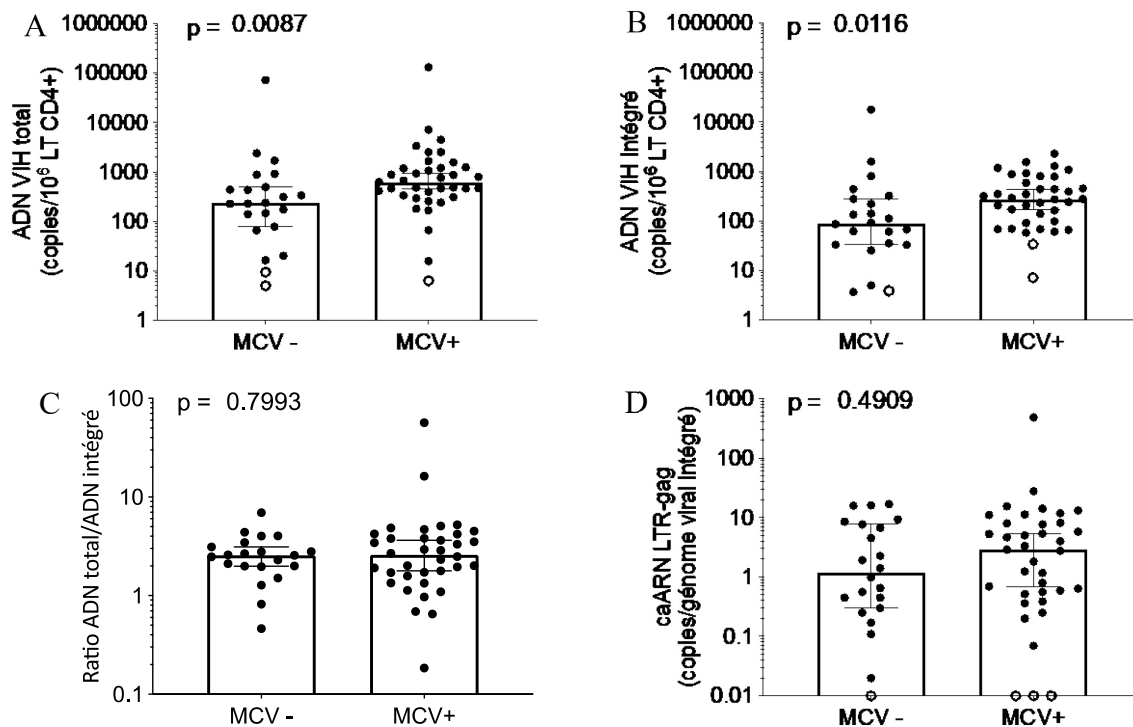 A
p = 0.0087
ADN VIH total
(copies/10⁶ LT CD4+)
1000000
100000
10000
1000
100
10
1
MCV -
MCV+
B
p = 0.0116
ADN VIH Intégré
(copies/10⁶ LT CD4+)
1000000
100000
10000
1000
100
10
1
MCV -
MCV+
C
p = 0.7993
Ratio ADN total/ADN intégré
100
10
1
0.1
MCV -
MCV+
D
p = 0.4909
caARN LTR-gag
(copies/génome viral Intégré)
1000
100
10
1
0.1
0.01
MCV -
MCV+